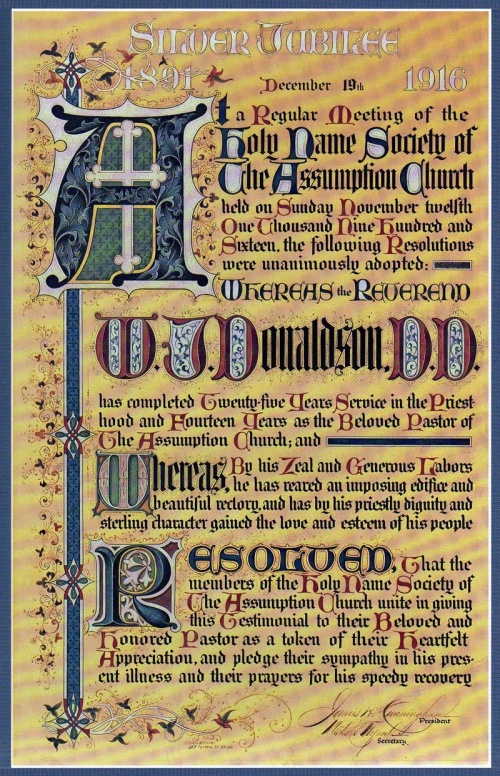 SILVER JUBILEE
1891 1916
December 19th
At a Regular Meeting of the
Holy Name Society of
The Assumption Church
held on Sunday November twelfth
One Thousand Nine Hundred and
Sixteen, the following Resolutions
were unanimously adopted:
WHEREAS the REVEREND
W. J. Donaldson, D.D.
has completed Twenty-five Years Service in the Priest
hood and Fourteen Years as the Beloved Pastor of
The Assumption Church; and
Whereas, By his Zeal and Generous Labors
he has reared an imposing edifice and
beautiful rectory, and has by his priestly dignity and
sterling character gained the love and esteem of his people
RESOLVED, That the
members of the Holy Name Society of
The Assumption Church unite in giving
this Testimonial to their Beloved and
Honored Pastor as a token of their Heartfelt
Appreciation, and pledge their sympathy in his pres-
ent illness and their prayers for his speedy recovery
James H. Cunningham
President
Secretary.